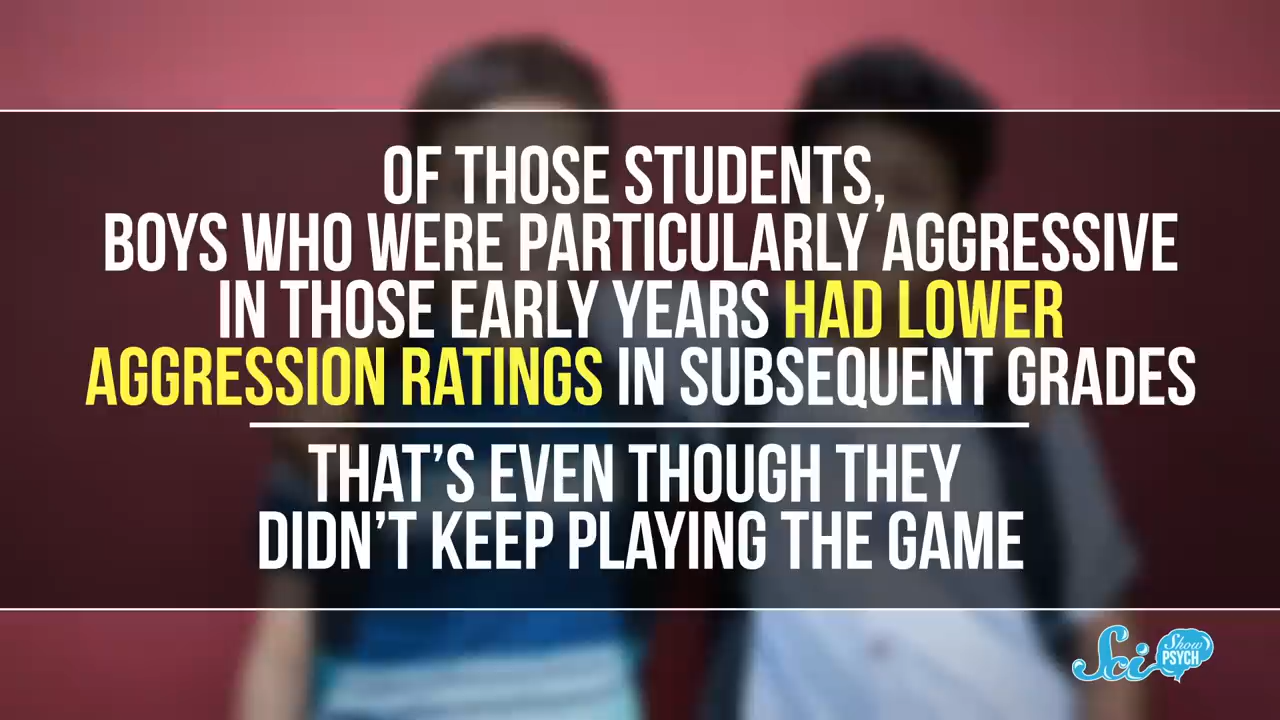 OF THOSE STUDENTS,
BOYS WHO WERE PARTICULARLY AGGRESSIVE
IN THOSE EARLY YEARS HAD LOWER
AGGRESSION RATINGS IN SUBSEQUENT GRADES
THAT'S EVEN THOUGH THEY
DIDN'T KEEP PLAYING THE GAME
Sci Show
PSYCH